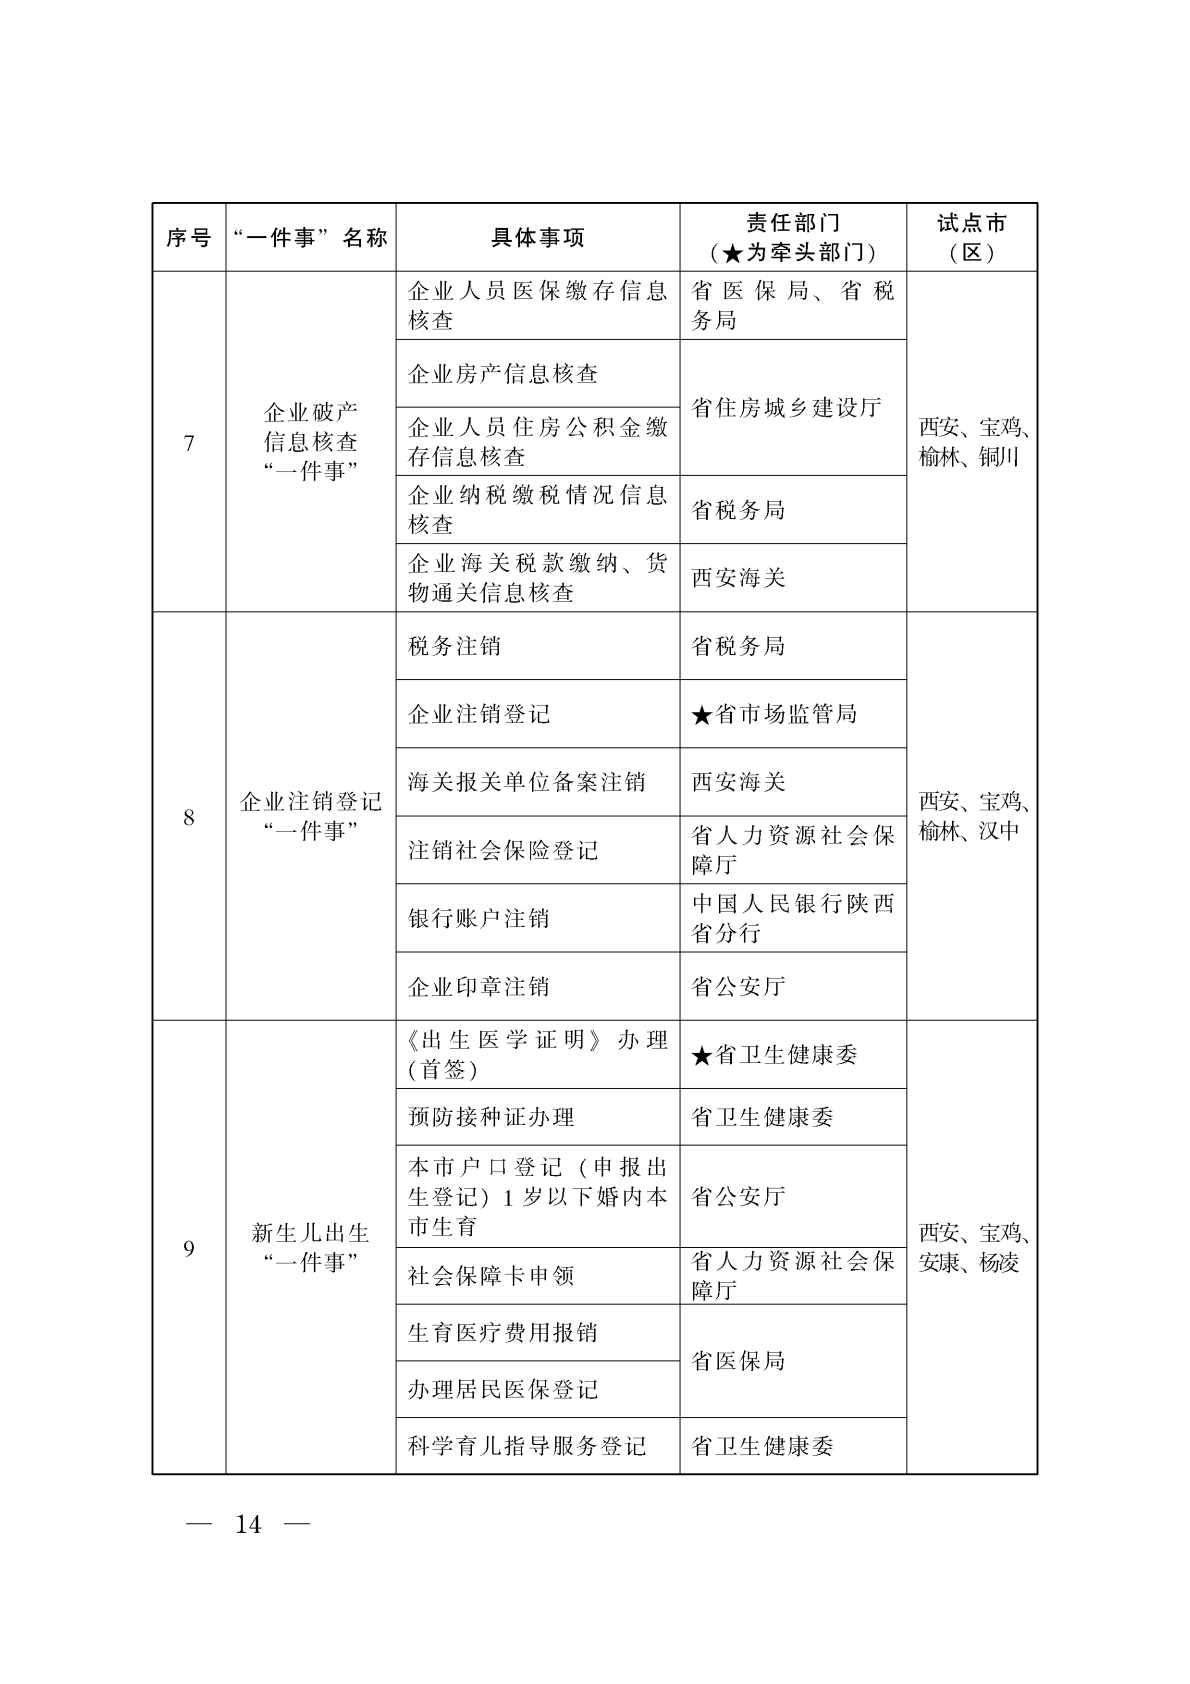 序号 “一件事”名称 具体事项 责任部门 试点市
(★为牵头部门) (区)
7
企业破产
信息核查
“一件事”
企业人员医保缴存信息
核查
省医保局、省税
务局
企业房产信息核查
企业人员住房公积金缴
存信息核查
省住房城乡建设厅
企业纳税缴税情况信息
核查
省税务局
企业海关税款缴纳、货
物通关信息核查
西安海关
西安、宝鸡、
榆林、铜川
8
企业注销登记
“一件事”
税务注销 省税务局
企业注销登记 ★省市场监管局
海关报关单位备案注销 西安海关
注销社会保险登记
省人力资源社会保
障厅
银行账户注销
中国人民银行陕西
省分行
企业印章注销 省公安厅
西安、宝鸡、
榆林、汉中
9
新生儿出生
“一件事”
《出生医学证明》办理
(首签)
★省卫生健康委
预防接种证办理 省卫生健康委
本市户口登记(申报出
生登记)1岁以下婚内本
市生育
省公安厅
社会保障卡申领
省人力资源社会保
障厅
生育医疗费用报销
办理居民医保登记
省医保局
科学育儿指导服务登记 省卫生健康委
西安、宝鸡、
安康、杨凌
— 14 —